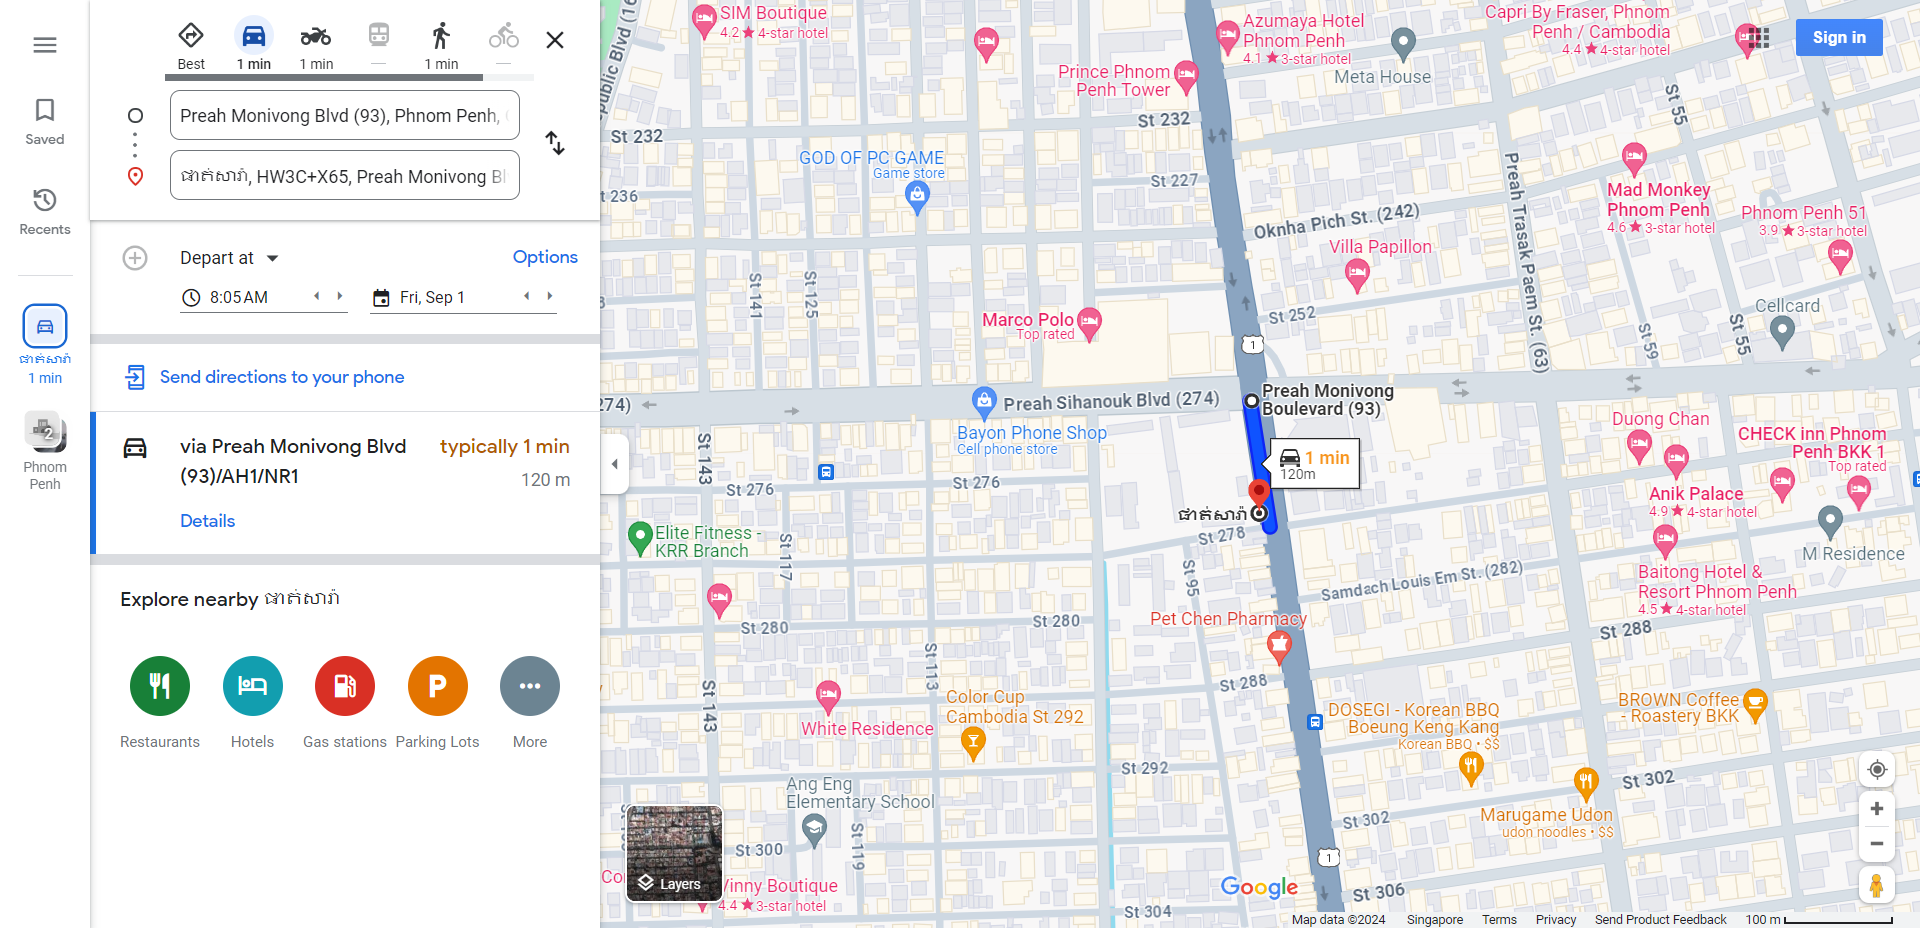 Best
1 min
1 min
—
1 min
—
Preah Monivong Blvd (93), Phnom Penh,
ផាត់សារ៉ា, HW3C+X65, Preah Monivong Bl
Saved
Recents
ផាត់សារ៉ា
1 min
2
Phnom
Penh
Depart at
Options
8:05 AM
Fri, Sep 1
Send directions to your phone
via Preah Monivong Blvd
(93)/AH1/NR1
typically 1 min
120 m
Details
Explore nearby ផាត់សារ៉ា
Restaurants
Hotels
Gas stations
P
Parking Lots
More
Layers
SIM Boutique
4.2 ★ 4-star hotel
Azumaya Hotel
Phnom Penh
4.1 ★ 3-star hotel
Meta House
Capri By Fraser, Phnom
Penh / Cambodia
4.4 ★ 4-star hotel
Sign in
Prince Phnom
Penh Tower
St 232
St 232
St 55
GOD OF PC GAME
Game store
St 227
t 236
Oknha Pich St. (242)
Preah Trasak Paem St. (63)
Mad Monkey
Phnom Penh
4.6 ★ 3-star hotel
Phnom Penh 51
3.9 ★ 3-star hotel
Villa Papillon
St 141
St 125
St 252
Marco Polo
Top rated
Cellcard
St 59
St 55
1
274)
Preah Sihanouk Blvd (274)
Preah Monivong
Boulevard (93)
Bayon Phone Shop
Cell phone store
1 min
120m
Duong Chan
CHECK inn Phnom
Penh BKK 1
Top rated
St 143
St 276
St 276
Anik Palace
4.9 ★ 4-star hotel
ផាត់សារ៉ា
St 278
Elite Fitness -
KRR Branch
St 117
St 95
M Residence
Samdach Louis Em St. (282)
Baitong Hotel &
Resort Phnom Penh
4.5 ★ 4-star hotel
St 280
St 280
Pet Chen Pharmacy
St 288
St 113
St 143
St 288
White Residence
Color Cup
Cambodia St 292
DOSEGI - Korean BBQ
Boeung Keng Kang
Korean BBQ • $$
BROWN Coffee
- Roastery BKK
St 292
Ang Eng
Elementary School
St 302
St 302
Marugame Udon
udon noodles • $$
St 300
St 119
1
Vinny Boutique
4.4 ★ 3-star hotel
Google
St 306
St 304
Map data ©2024
Singapore
Terms
Privacy
Send Product Feedback
100 m